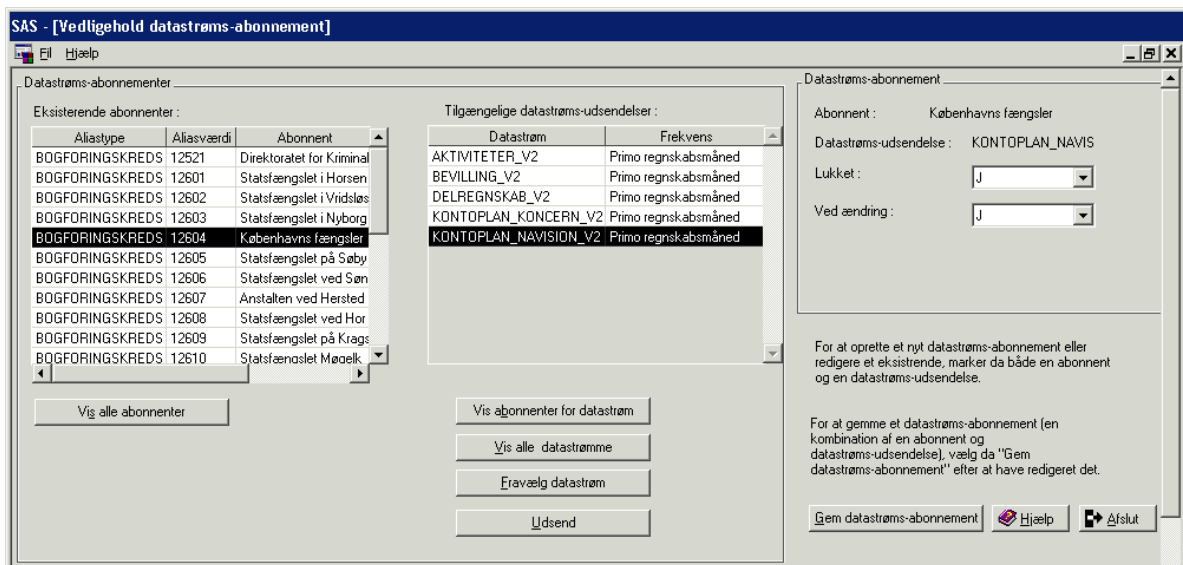 SAS - [Vedligehold datastrøms-abonnement]
Fil Hjælp
Datastrøms-abonnementer
Eksisterende abonnenter :
Aliastype Aliasværdi Abonnent
BOGFORINGSKREDS 12521 Direktoratet for Kriminal
BOGFORINGSKREDS 12601 Statsfængslet i Horsen
BOGFORINGSKREDS 12602 Statsfængslet i Vridsløs
BOGFORINGSKREDS 12603 Statsfængslet i Nyborg
BOGFORINGSKREDS 12604 Københavns fængsler
BOGFORINGSKREDS 12605 Statsfængslet på Søby
BOGFORINGSKREDS 12606 Statsfængslet ved Søn
BOGFORINGSKREDS 12607 Anstalten ved Hersted
BOGFORINGSKREDS 12608 Statsfængslet ved Hor
BOGFORINGSKREDS 12609 Statsfængslet på Krags
BOGFORINGSKREDS 12610 Statsfængslet Møgelk
Vis alle abonnenter
Tilgængelige datastrøms-udsendelser :
Datastrøm Frekvens
AKTIVITETER_V2 Primo regnskabsmåned
BEVILLING_V2 Primo regnskabsmåned
DELREGNSKAB_V2 Primo regnskabsmåned
KONTOPLAN_KONCERN_V2 Primo regnskabsmåned
KONTOPLAN_NAVISION_V2 Primo regnskabsmåned
Vis abonnenter for datastrøm
Vis alle datastrømme
Fravælg datastrøm
Udsend
Datastrøms-abonnement
Abonnent : Københavns fængsler
Datastrøms-udsendelse : KONTOPLAN_NAVIS
Lukket : J
Ved ændring : J
For at oprette et nyt datastrøms-abonnement eller
redigere et eksistrende, marker da både en abonnent
og en datastrøms-udsendelse.
For at gemme et datastrøms-abonnement (en
kombination af en abonnent og
datastrøms-udsendelse), vælg da "Gem
datastrøms-abonnement" efter at have redigeret det.
Gem datastrøms-abonnement Hjælp Afslut